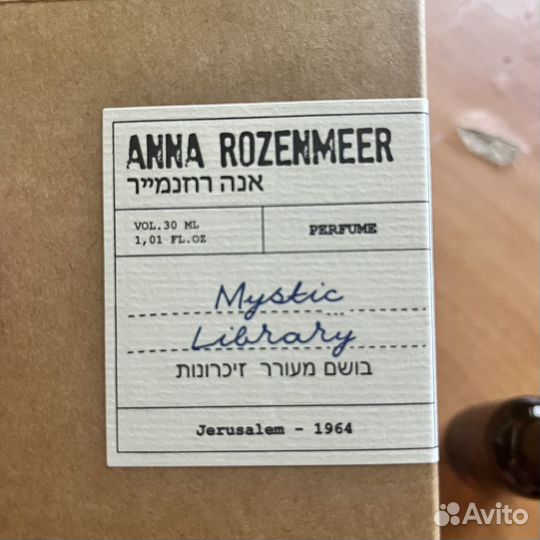 ANNA ROZENMEER
אנה רוזנמייר
VOL.30 ML
1,01 FL.OZ
PERFUME
Mystic
Library
בושם מעורר זיכרונות
Jerusalem - 1964
Avito